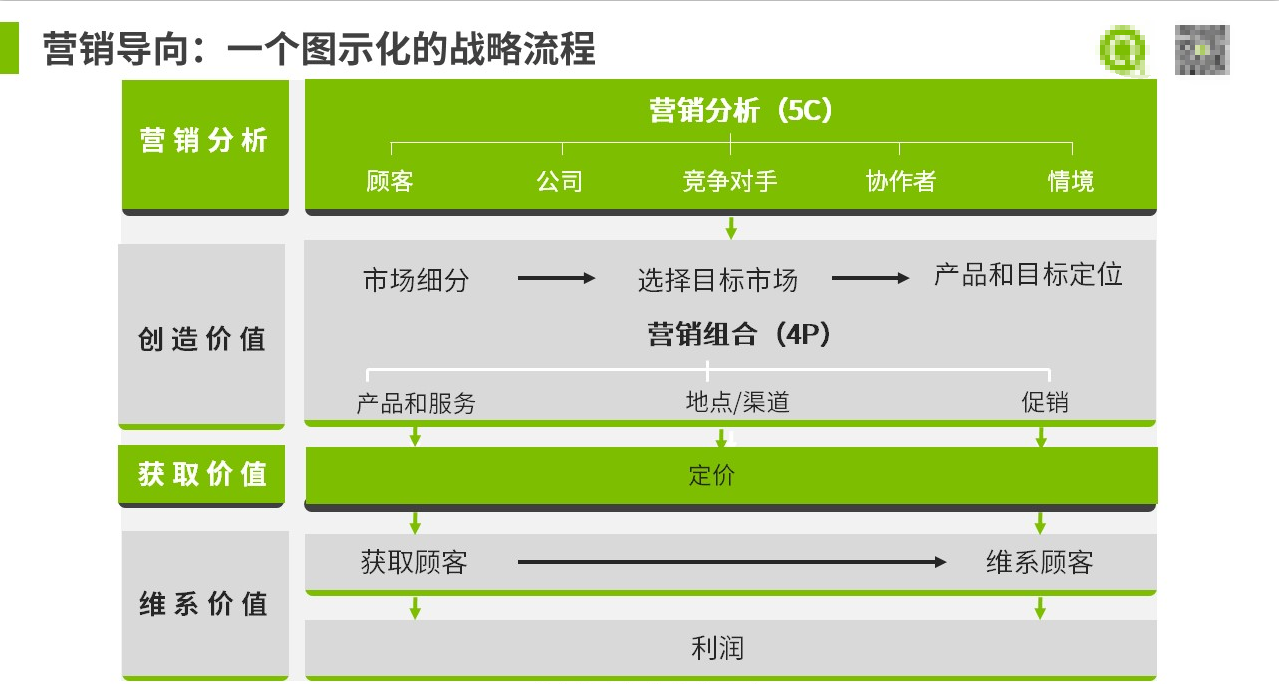 营销导向：一个图示化的战略流程
营销分析
营销分析（5C）
顾客 公司 竞争对手 协作者 情境
创造价值
市场细分 选择目标市场 产品和目标定位
营销组合（4P）
产品和服务 地点/渠道 促销
获取价值
定价
维系价值
获取顾客 维系顾客
利润